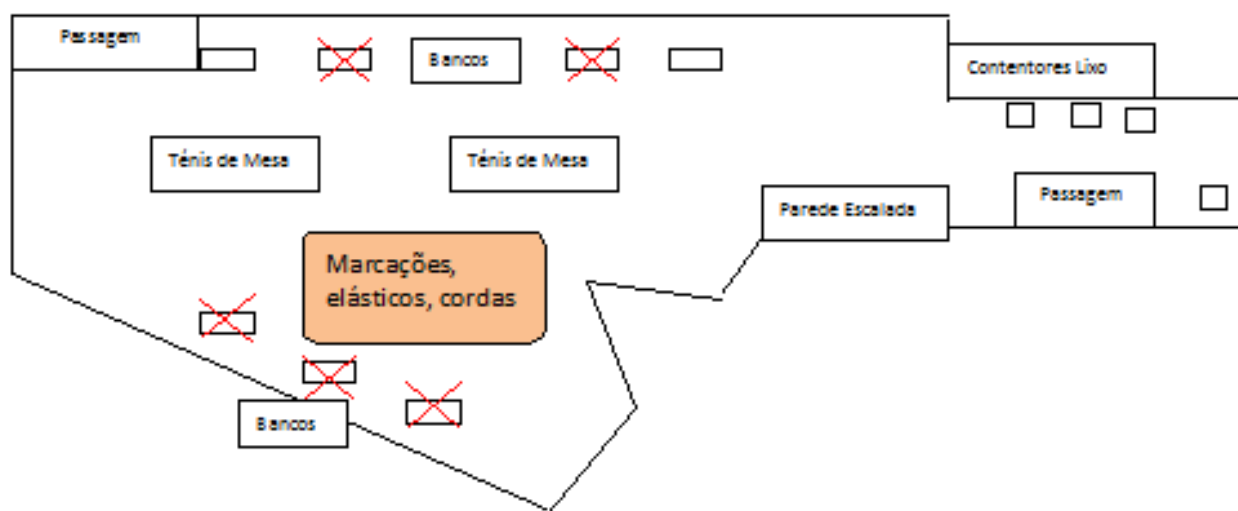 Passagem
Bancos
Contentores Lixo
Ténis de Mesa
Ténis de Mesa
Passagem
Parede Escalada
Marcações,
elásticos, cordas
Bancos